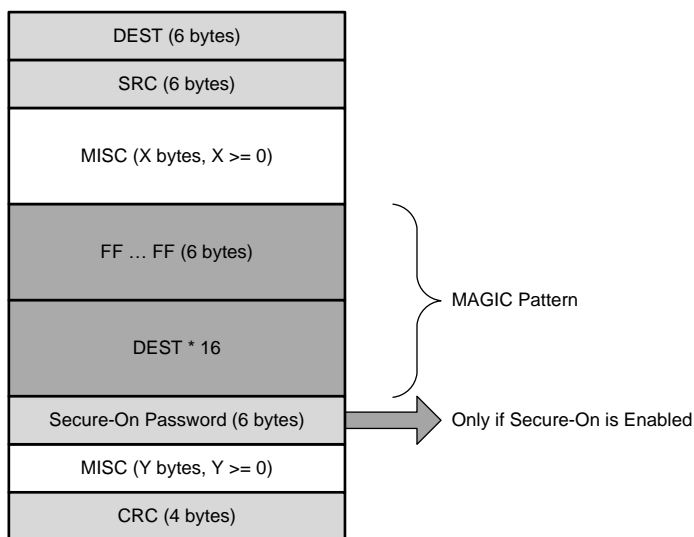 DEST (6 bytes)
SRC (6 bytes)
MISC (X bytes, X >= 0)
FF … FF (6 bytes)
MAGIC Pattern
DEST * 16
Secure-On Password (6 bytes)
Only if Secure-On is Enabled
MISC (Y bytes, Y >= 0)
CRC (4 bytes)